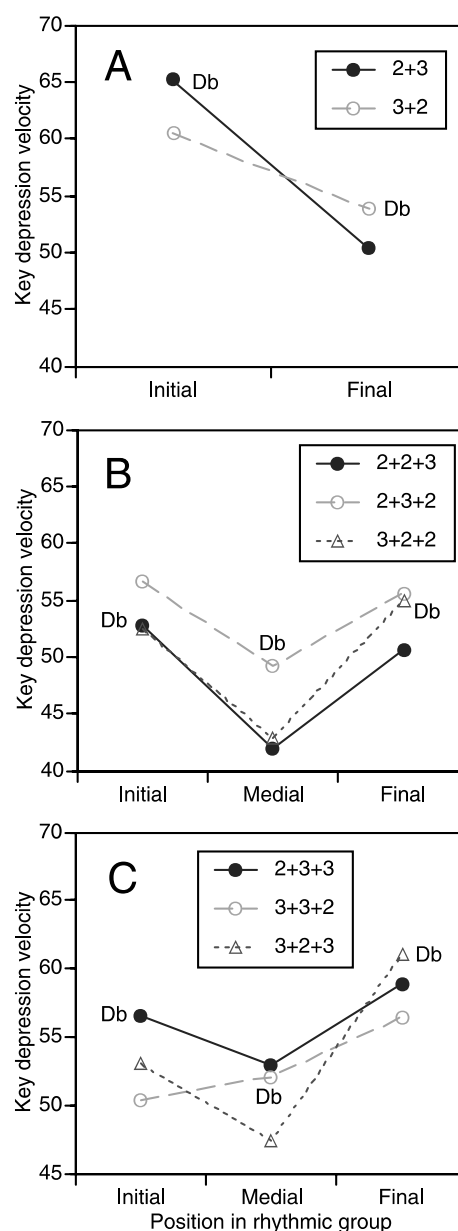 70
65
60
55
50
45
40
Key depression velocity
A
2+3
3+2
Db
Db
Initial
Final
70
65
60
55
50
45
40
Key depression velocity
B
2+2+3
2+3+2
3+2+2
Db
Db
Db
Initial
Medial
Final
70
65
60
55
50
45
Key depression velocity
C
2+3+3
3+3+2
3+2+3
Db
Db
Db
Initial
Medial
Final
Position in rhythmic group